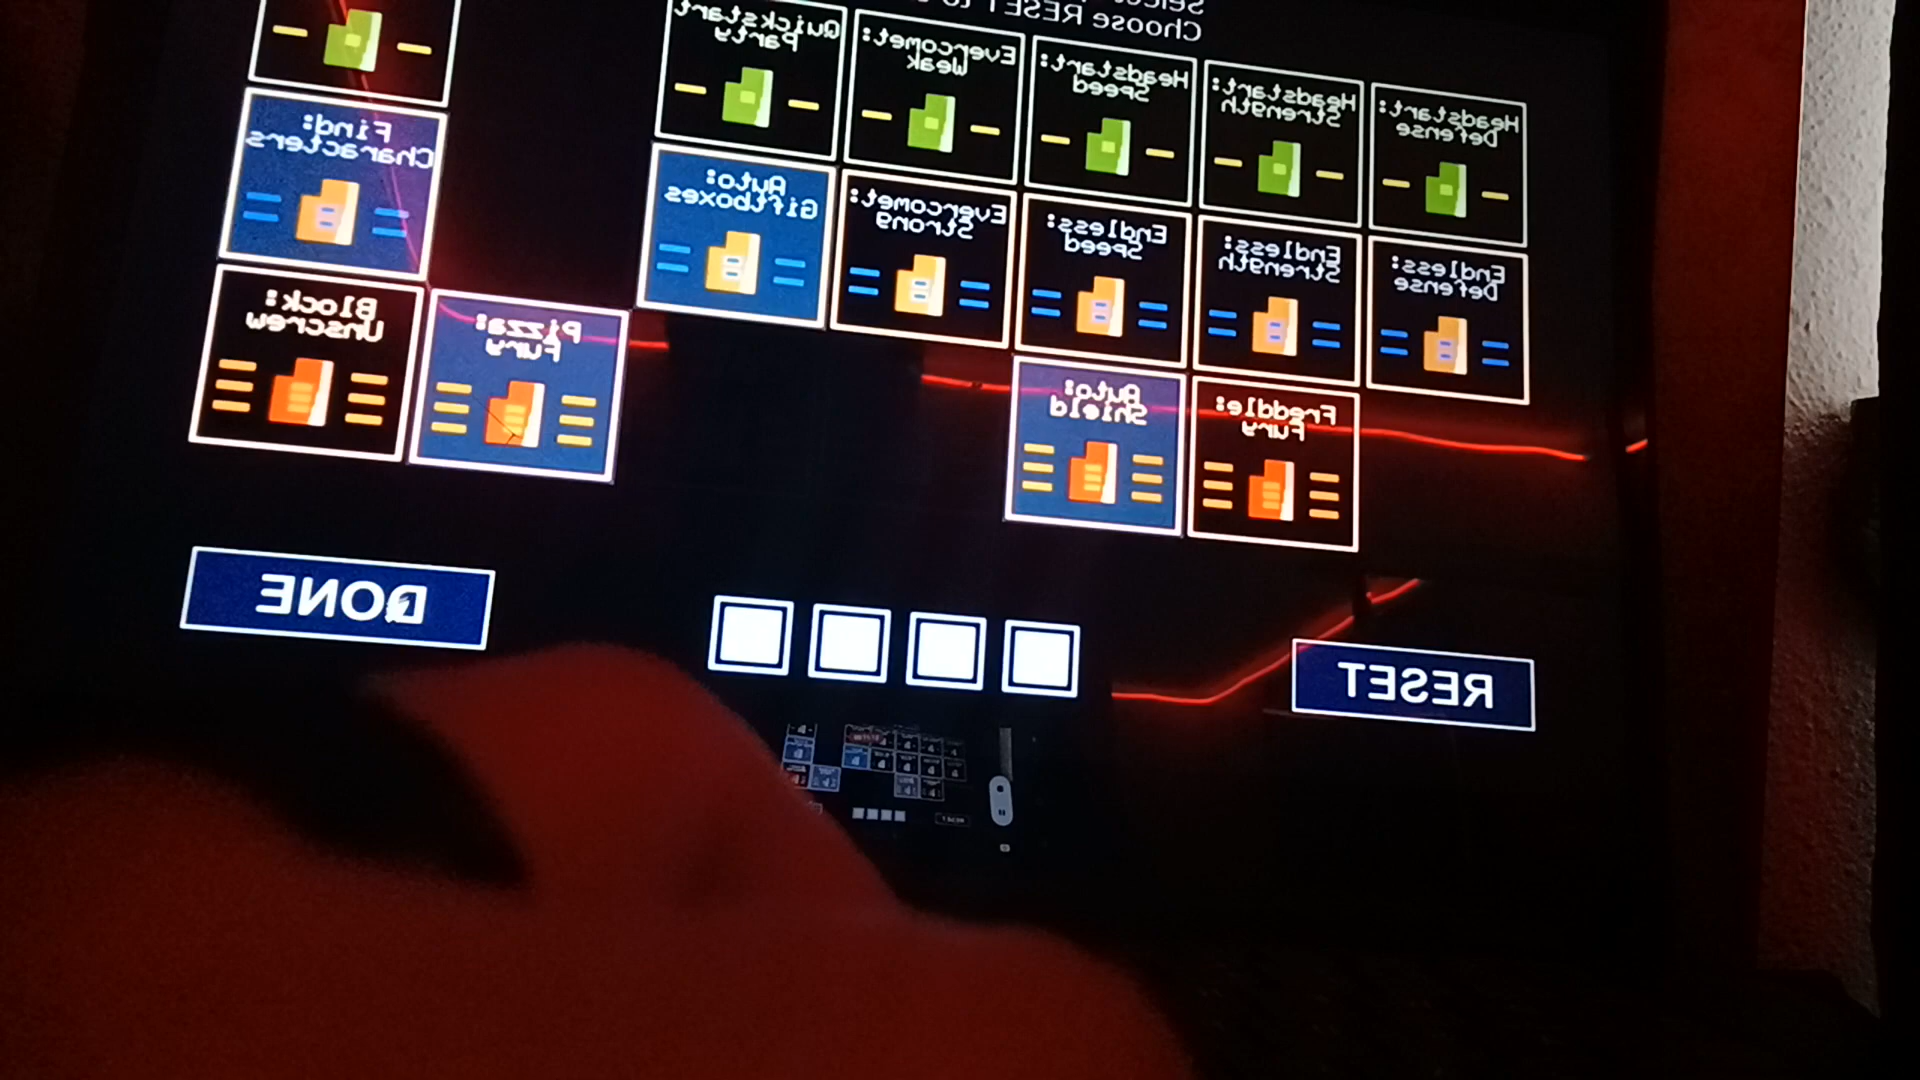 Choose RESET to
Headstart:
Defense
Headstart:
Strength
Headstart:
Speed
Evercomet:
Weak
Quickstart
Party
Endless:
Defense
Endless:
Strength
Endless:
Speed
Evercomet:
Strong
Auto:
Giftboxes
Find:
Characters
Freddle:
Fury
Auto:
Shield
Pizza:
Fury
Block:
Unscrew
RESET
DONE